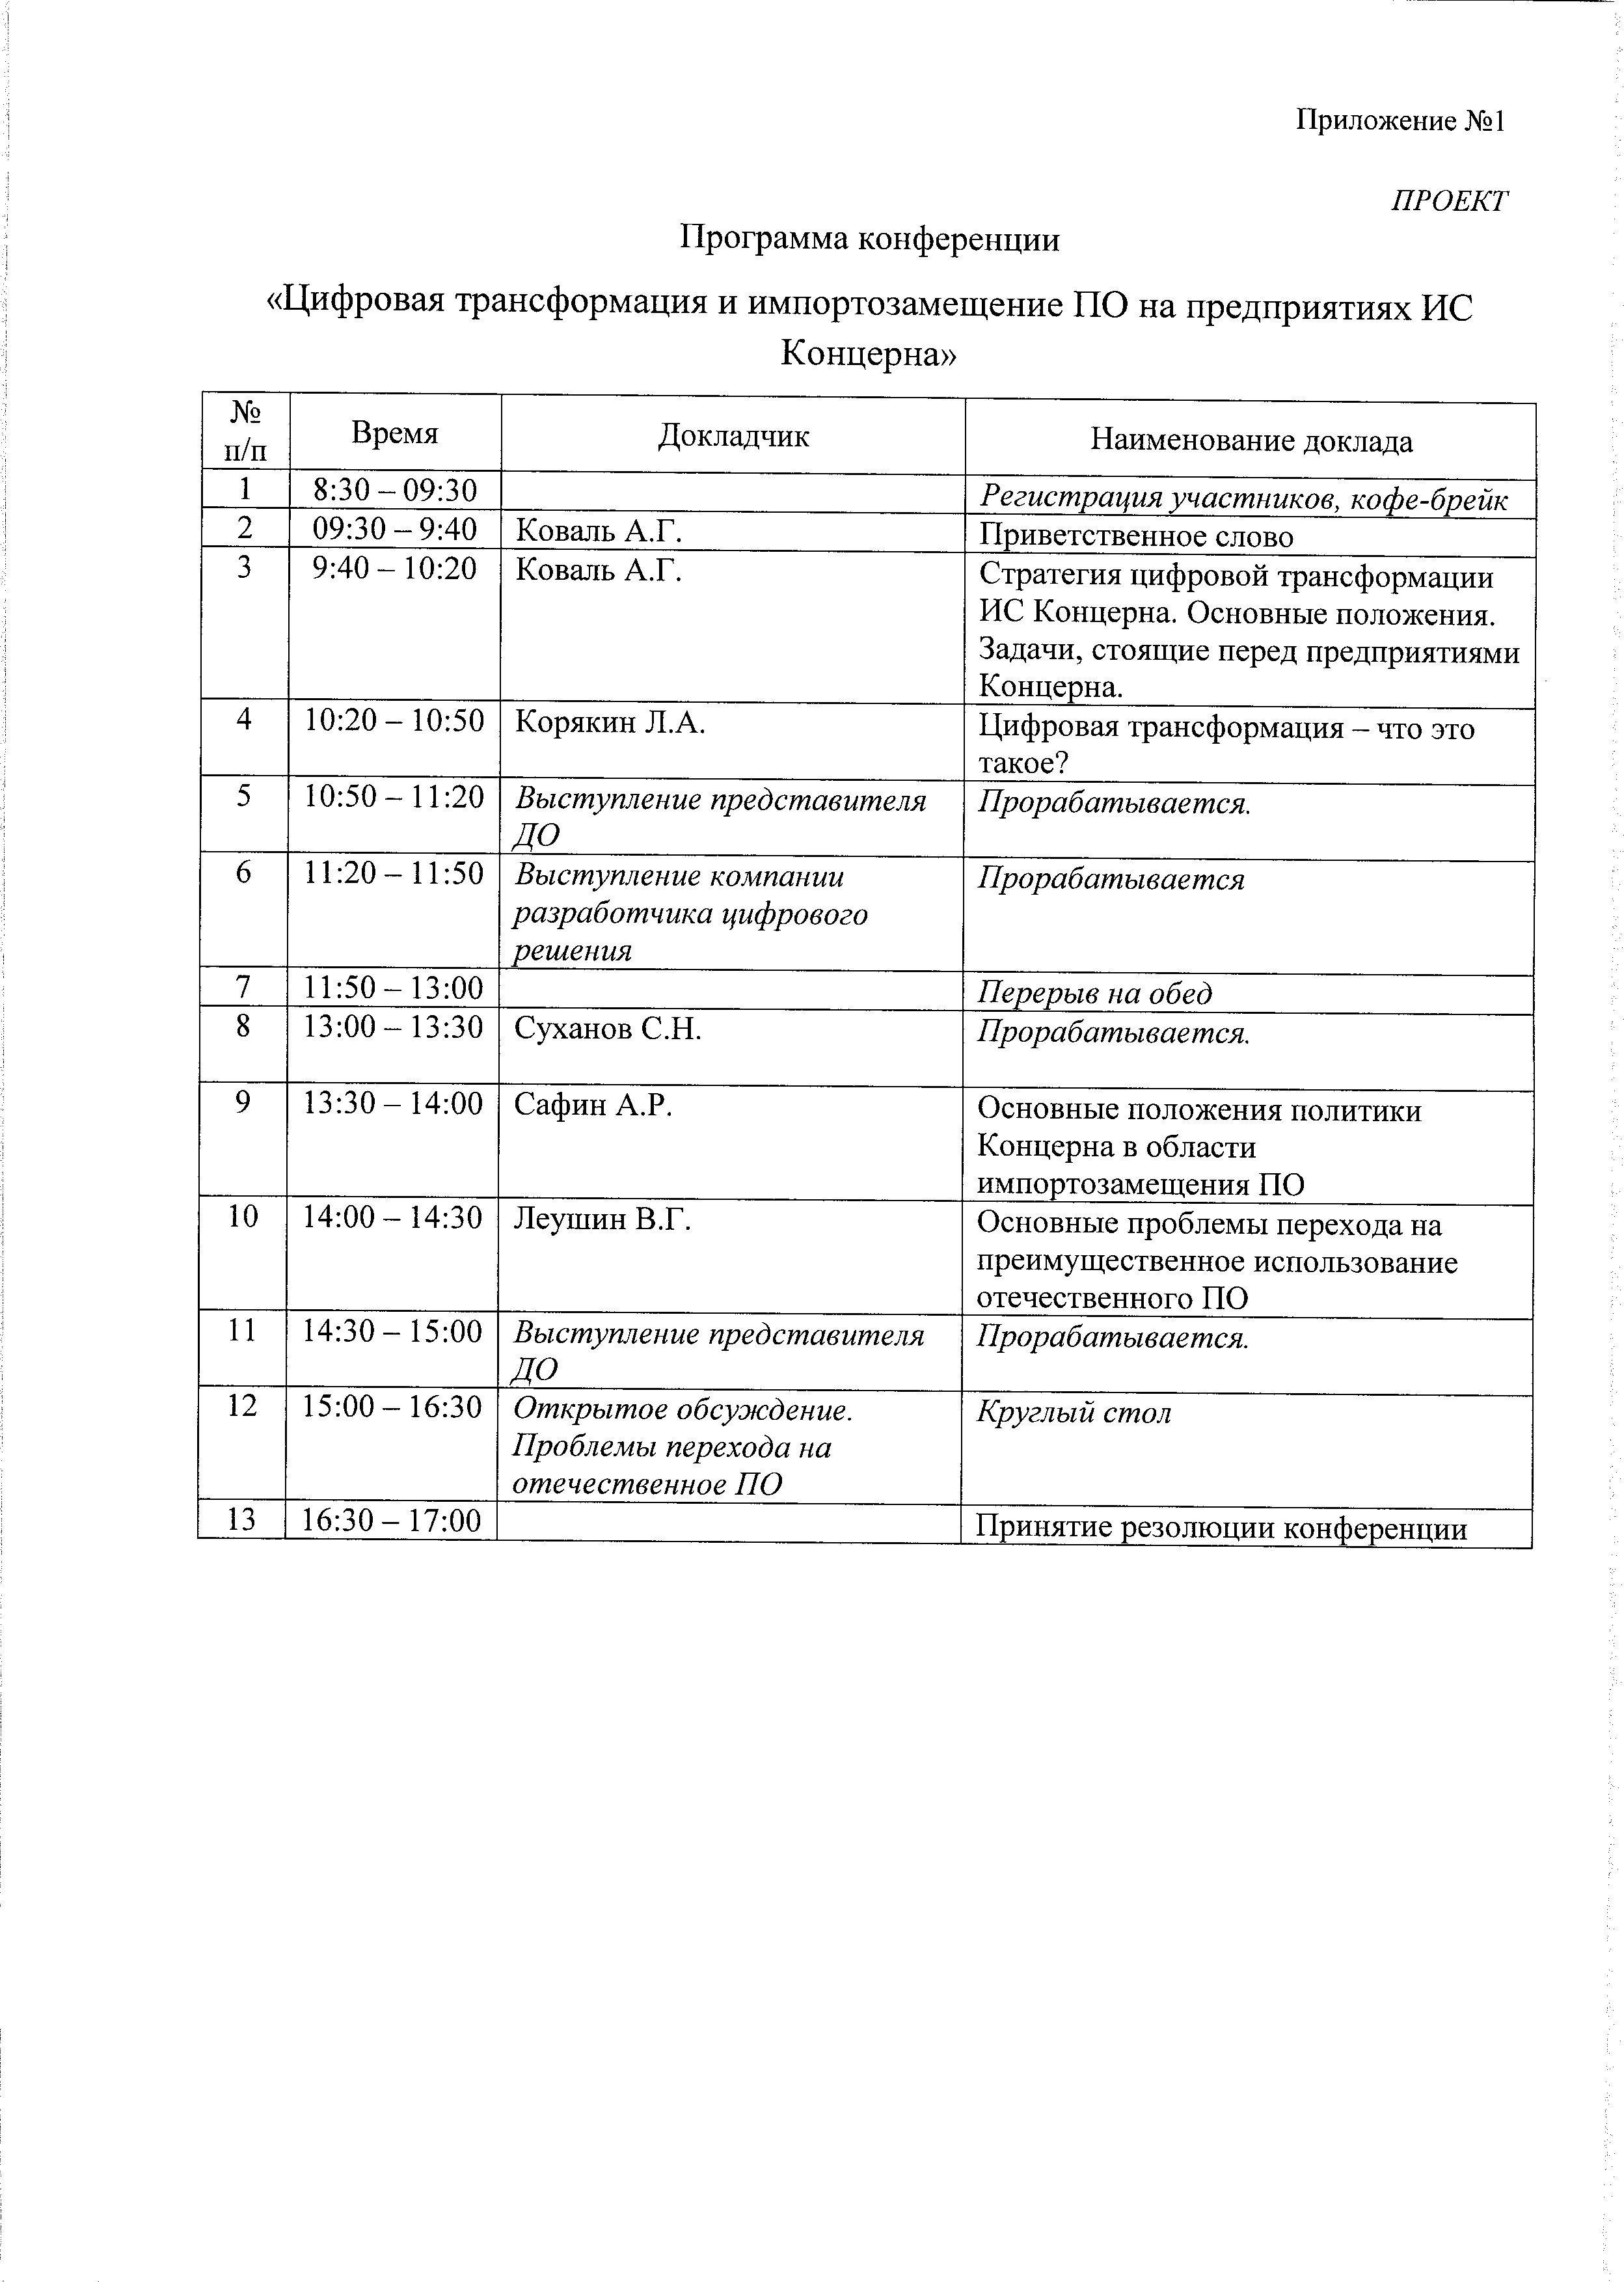 Приложение №1
ПРОЕКТ
Программа конференции
«Цифровая трансформация и импортозамещение ПО на предприятиях ИС
Концерна»
№
п/п
Время
Докладчик
Наименование доклада
1
8:30 – 09:30
Регистрация участников, кофе-брейк
2
09:30 – 9:40
Коваль А.Г.
Приветственное слово
3
9:40 – 10:20
Коваль А.Г.
Стратегия цифровой трансформации
ИС Концерна. Основные положения.
Задачи, стоящие перед предприятиями
Концерна.
4
10:20 – 10:50
Корякин Л.А.
Цифровая трансформация – что это
такое?
5
10:50 – 11:20
Выступление представителя
ДО
Прорабатывается.
6
11:20 – 11:50
Выступление компании
разработчика цифрового
решения
Прорабатывается
7
11:50 – 13:00
Перерыв на обед
8
13:00 – 13:30
Суханов С.Н.
Прорабатывается.
9
13:30 – 14:00
Сафин А.Р.
Основные положения политики
Концерна в области
импортозамещения ПО
10
14:00 – 14:30
Леушин В.Г.
Основные проблемы перехода на
преимущественное использование
отечественного ПО
11
14:30 – 15:00
Выступление представителя
ДО
Прорабатывается.
12
15:00 – 16:30
Открытое обсуждение.
Проблемы перехода на
отечественное ПО
Круглый стол
13
16:30 – 17:00
Принятие резолюции конференции